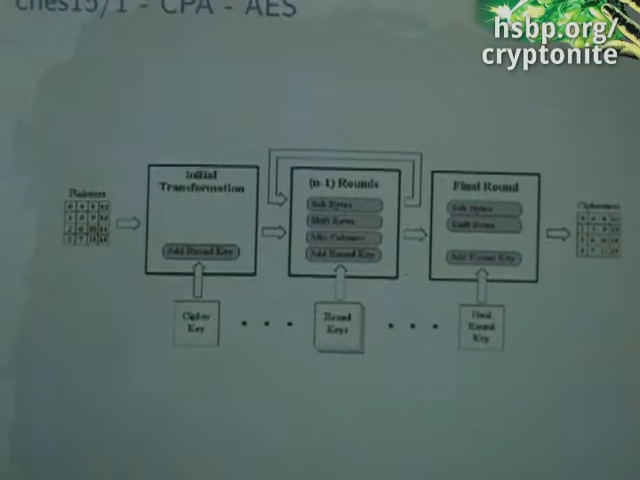 ches15/1 - CPA - AES
hsbp.org/
cryptonite
Initial
Transformation
Add Round Key
(n-1) Rounds
Sub Bytes
Shift Rows
Mix Columns
Add Round Key
Final Round
Sub Bytes
Shift Rows
Add Round Key
Plaintext
Ciphertext
Cipher
Key
Round
Keys
Final
Round
Key